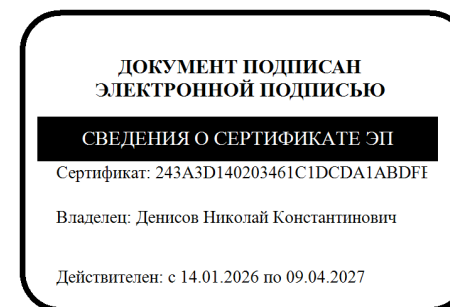 ДОКУМЕНТ ПОДПИСАН
ЭЛЕКТРОННОЙ ПОДПИСЬЮ
СВЕДЕНИЯ О СЕРТИФИКАТЕ ЭП
Сертификат: 243A3D140203461C1DCDA1ABDFF
Владелец: Денисов Николай Константинович
Действителен: с 14.01.2026 по 09.04.2027